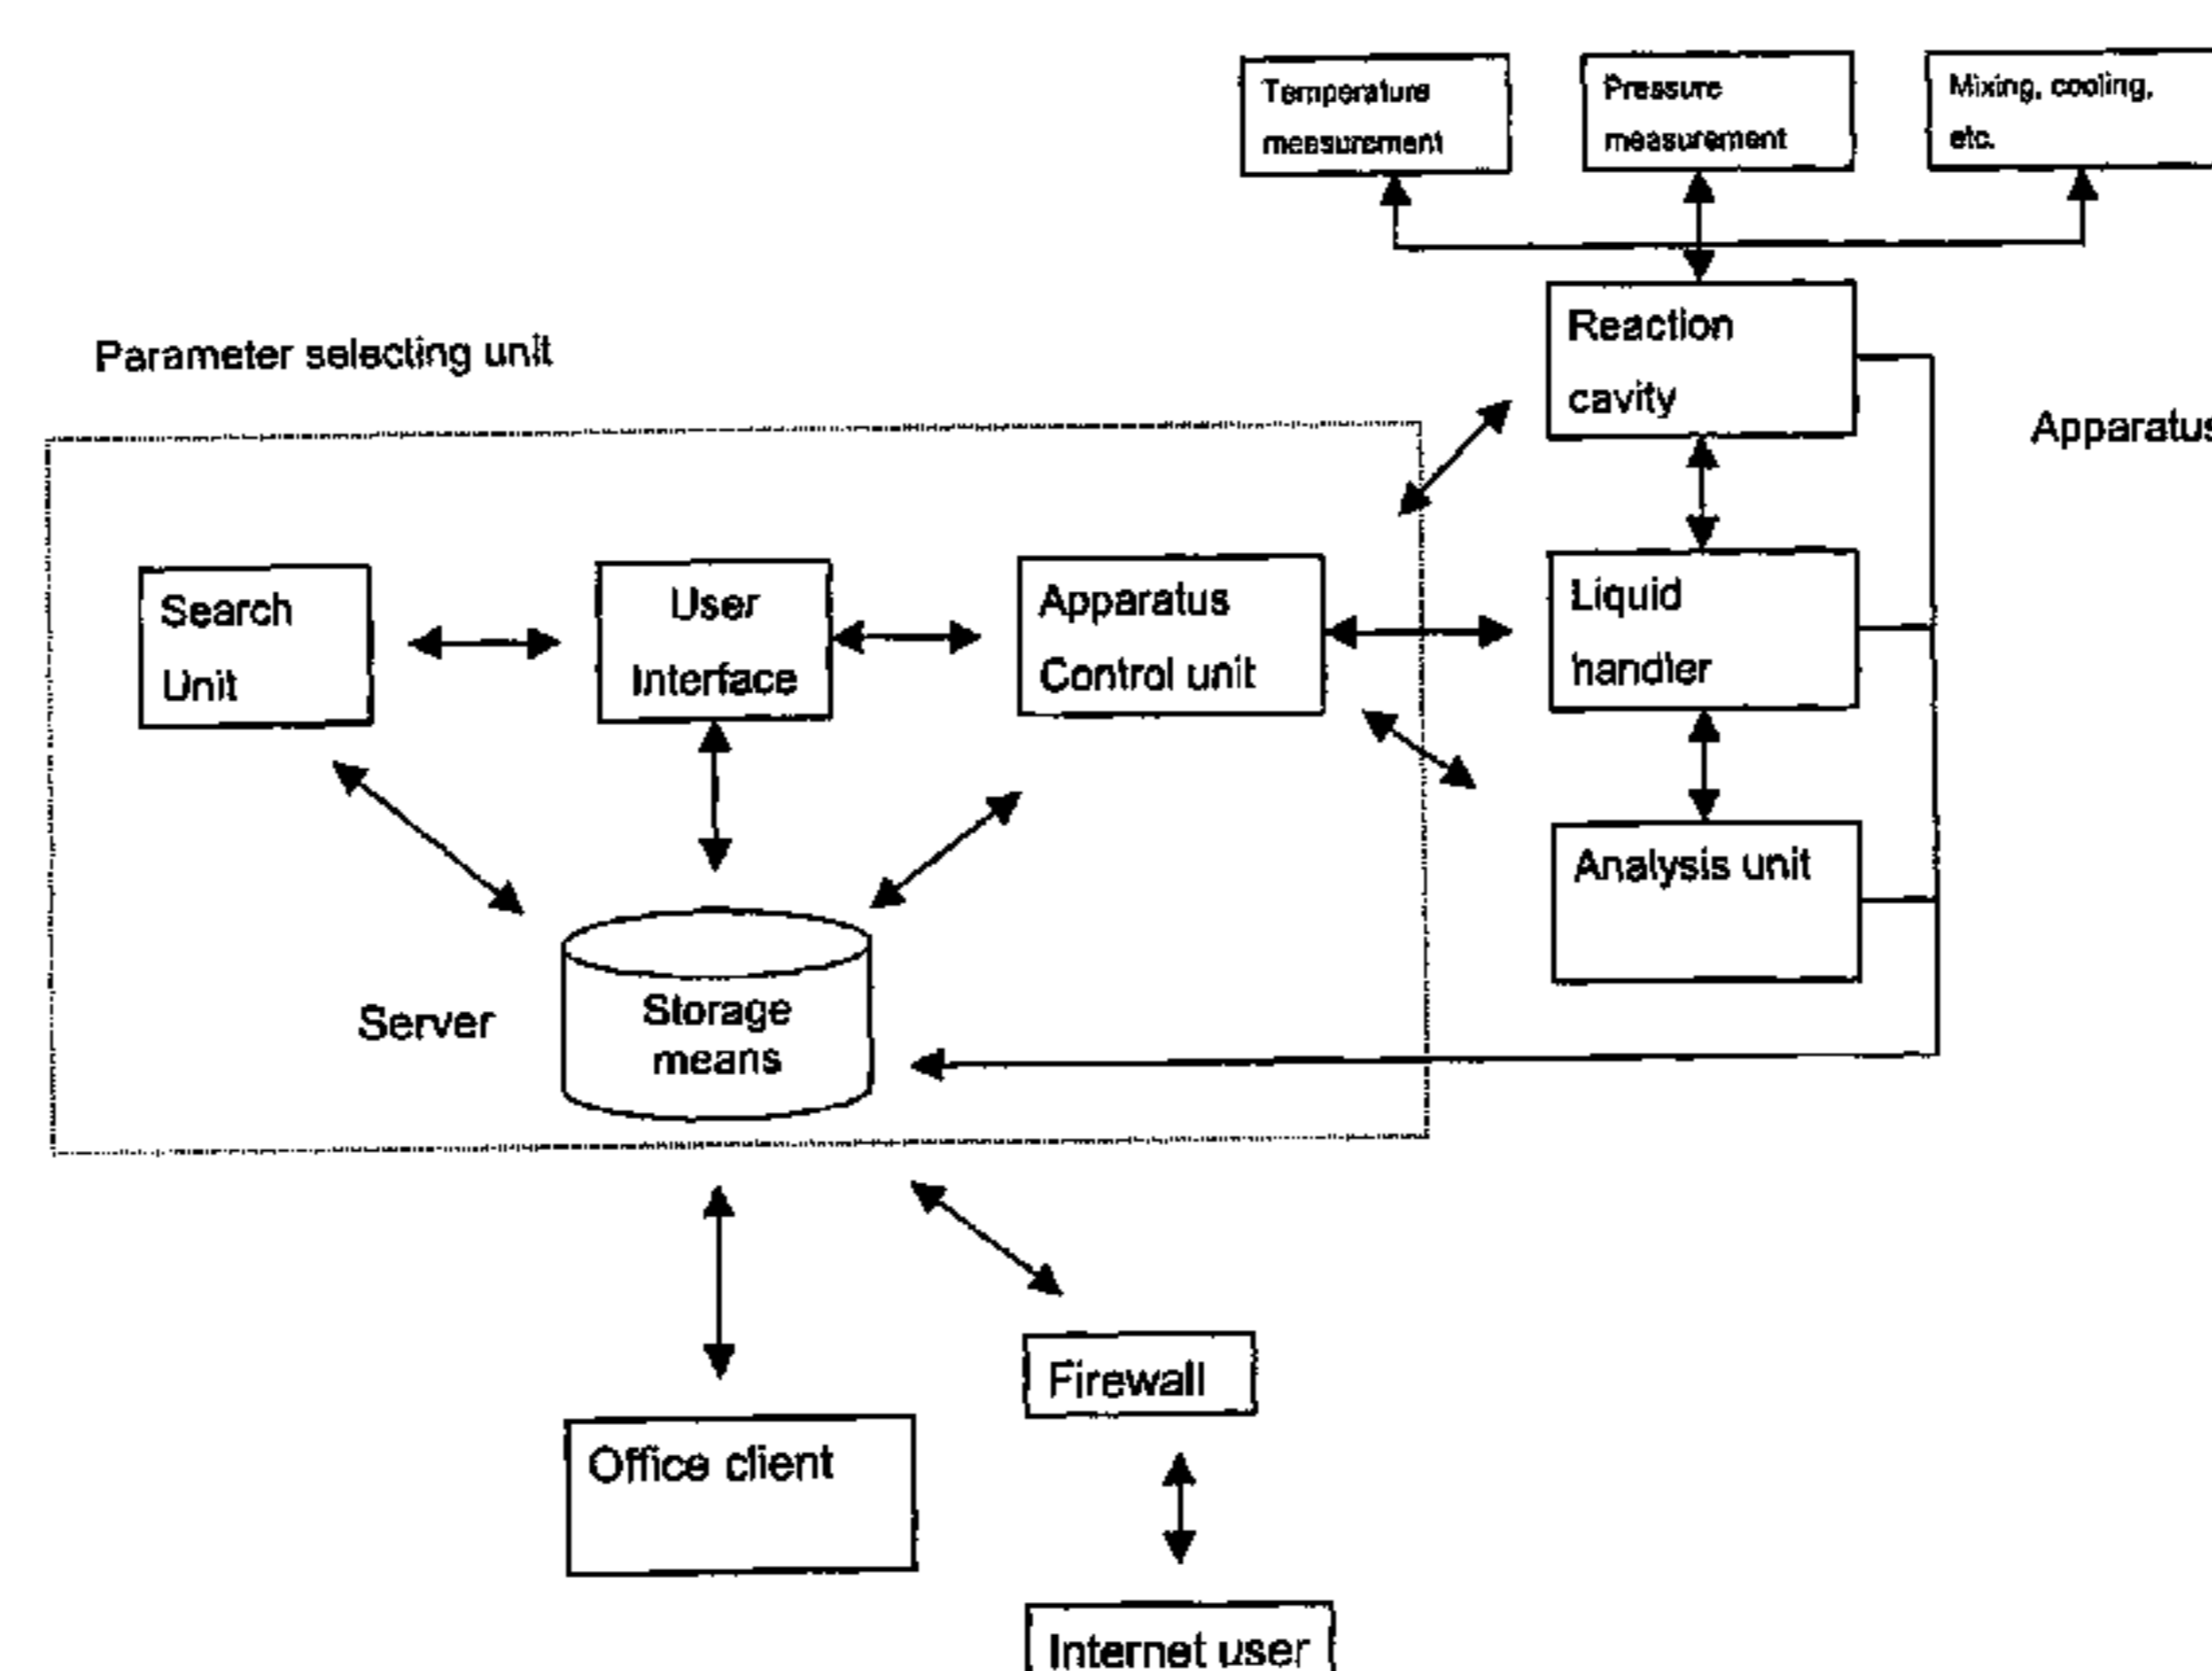 Temperature
measurement
Pressure
measurement
Mixing, cooling,
etc.
Reaction
cavity
Parameter selecting unit
Apparatus
Search
Unit
User
Interface
Apparatus
Control unit
Liquid
handler
Analysis unit
Server
Storage
means
Firewall
Office client
Internet user